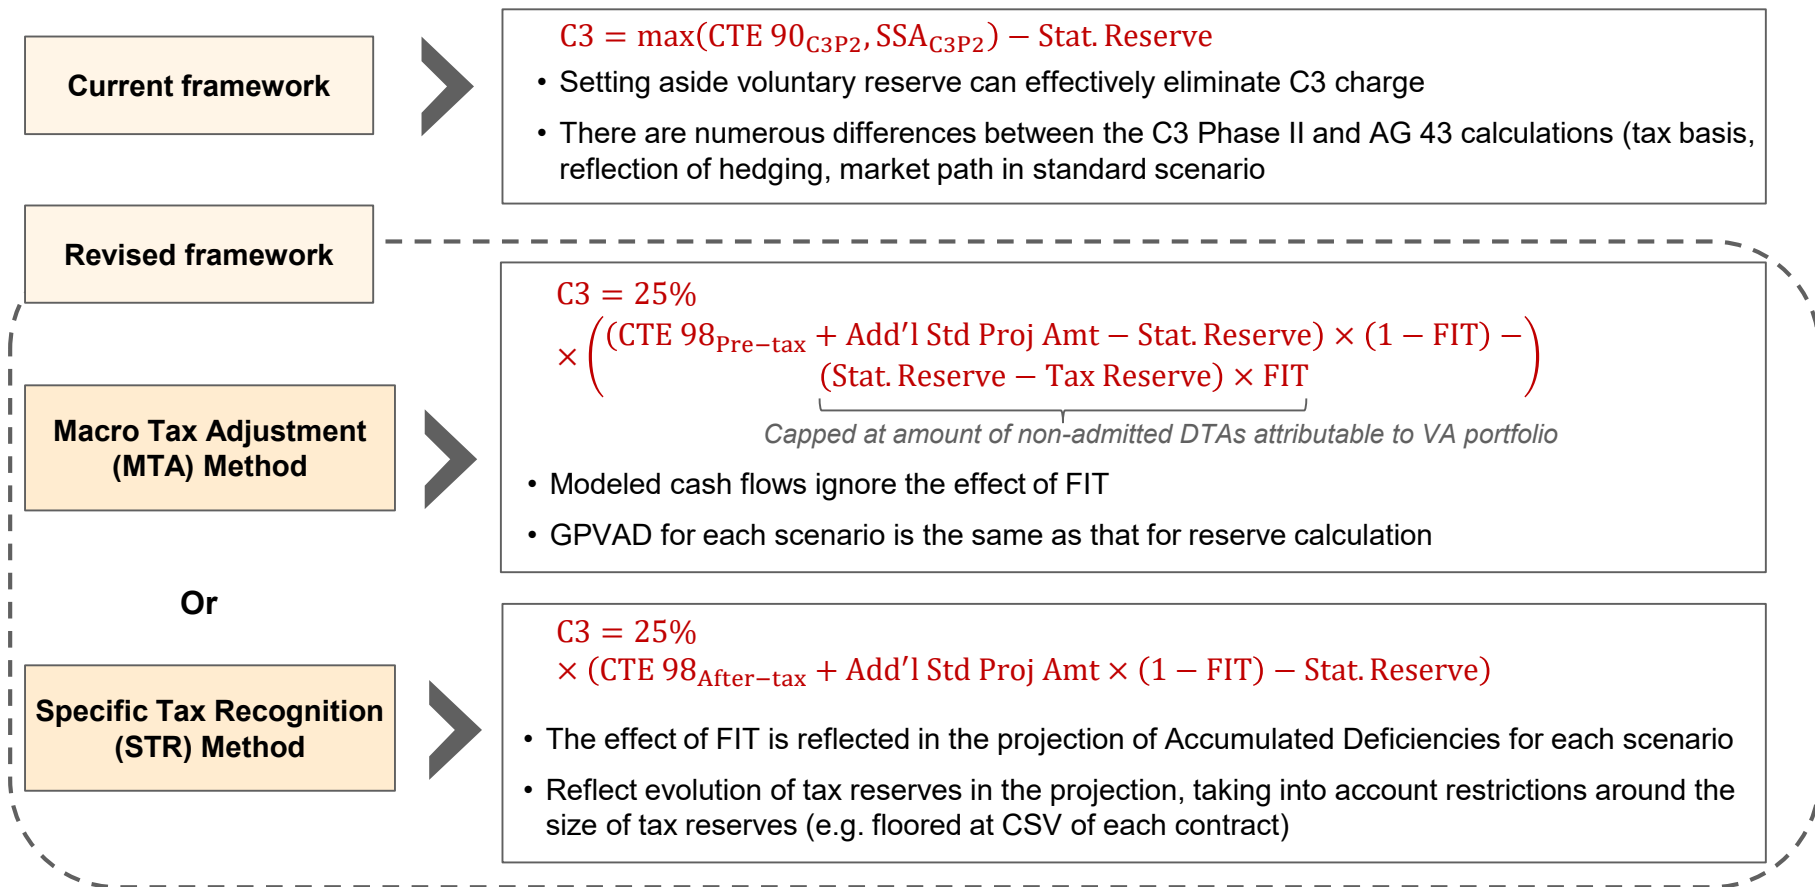 Current framework
C3 = max(CTE 90C3P2, SSAC3P2) − Stat. Reserve
• Setting aside voluntary reserve can effectively eliminate C3 charge
• There are numerous differences between the C3 Phase II and AG 43 calculations (tax basis,
reflection of hedging, market path in standard scenario
Revised framework
Macro Tax Adjustment
(MTA) Method
C3 = 25%
× ((CTE 98Pre−tax + Add'l Std Proj Amt − Stat. Reserve) × (1 − FIT) −
(Stat. Reserve − Tax Reserve) × FIT)
Capped at amount of non-admitted DTAs attributable to VA portfolio
• Modeled cash flows ignore the effect of FIT
• GPVAD for each scenario is the same as that for reserve calculation
Or
Specific Tax Recognition
(STR) Method
C3 = 25%
× (CTE 98After−tax + Add'l Std Proj Amt × (1 − FIT) − Stat. Reserve)
• The effect of FIT is reflected in the projection of Accumulated Deficiencies for each scenario
• Reflect evolution of tax reserves in the projection, taking into account restrictions around the
size of tax reserves (e.g. floored at CSV of each contract)